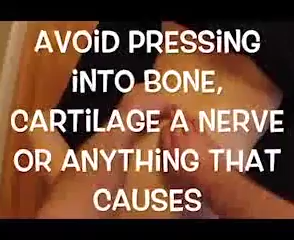 AVOID PRESSING
INTO BONE,
CARTILAGE A NERVE
OR ANYTHING THAT
CAUSES